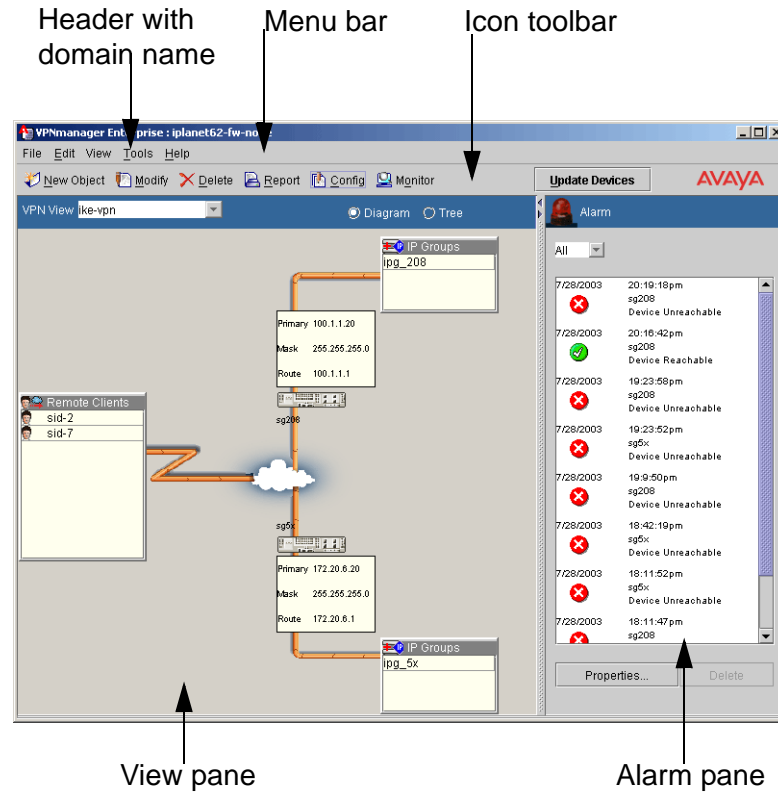 Header with
domain name
Menu bar
Icon toolbar
VPNmanager Enterprise : iplanet62-fw-none
File Edit View Tools Help
New Object Modify Delete Report Config Monitor
Update Devices
AVAYA
VPN View ike-vpn
Diagram Tree
Alarm
All
IP Groups
ipg_208
Primary 100.1.1.20
Mask 255.255.255.0
Route 100.1.1.1
sg208
Remote Clients
sid-2
sid-7
sg5x
Primary 172.20.6.20
Mask 255.255.255.0
Route 172.20.6.1
IP Groups
ipg_5x
7/28/2003 20:19:18pm
sg208
Device Unreachable
7/28/2003 20:16:42pm
sg208
Device Reachable
7/28/2003 19:23:58pm
sg208
Device Unreachable
7/28/2003 19:23:52pm
sg5x
Device Unreachable
7/28/2003 19:9:50pm
sg208
Device Unreachable
7/28/2003 18:42:19pm
sg5x
Device Unreachable
7/28/2003 18:11:52pm
sg5x
Device Unreachable
7/28/2003 18:11:47pm
sg208
Properties... Delete
View pane
Alarm pane